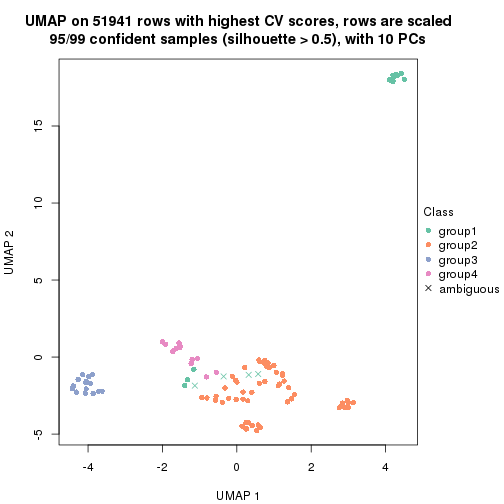 UMAP on 51941 rows with highest CV scores, rows are scaled
95/99 confident samples (silhouette > 0.5), with 10 PCs
UMAP 2
15
10
5
0
-5
-4
-2
0
2
4
UMAP 1
Class
group1
group2
group3
group4
ambiguous